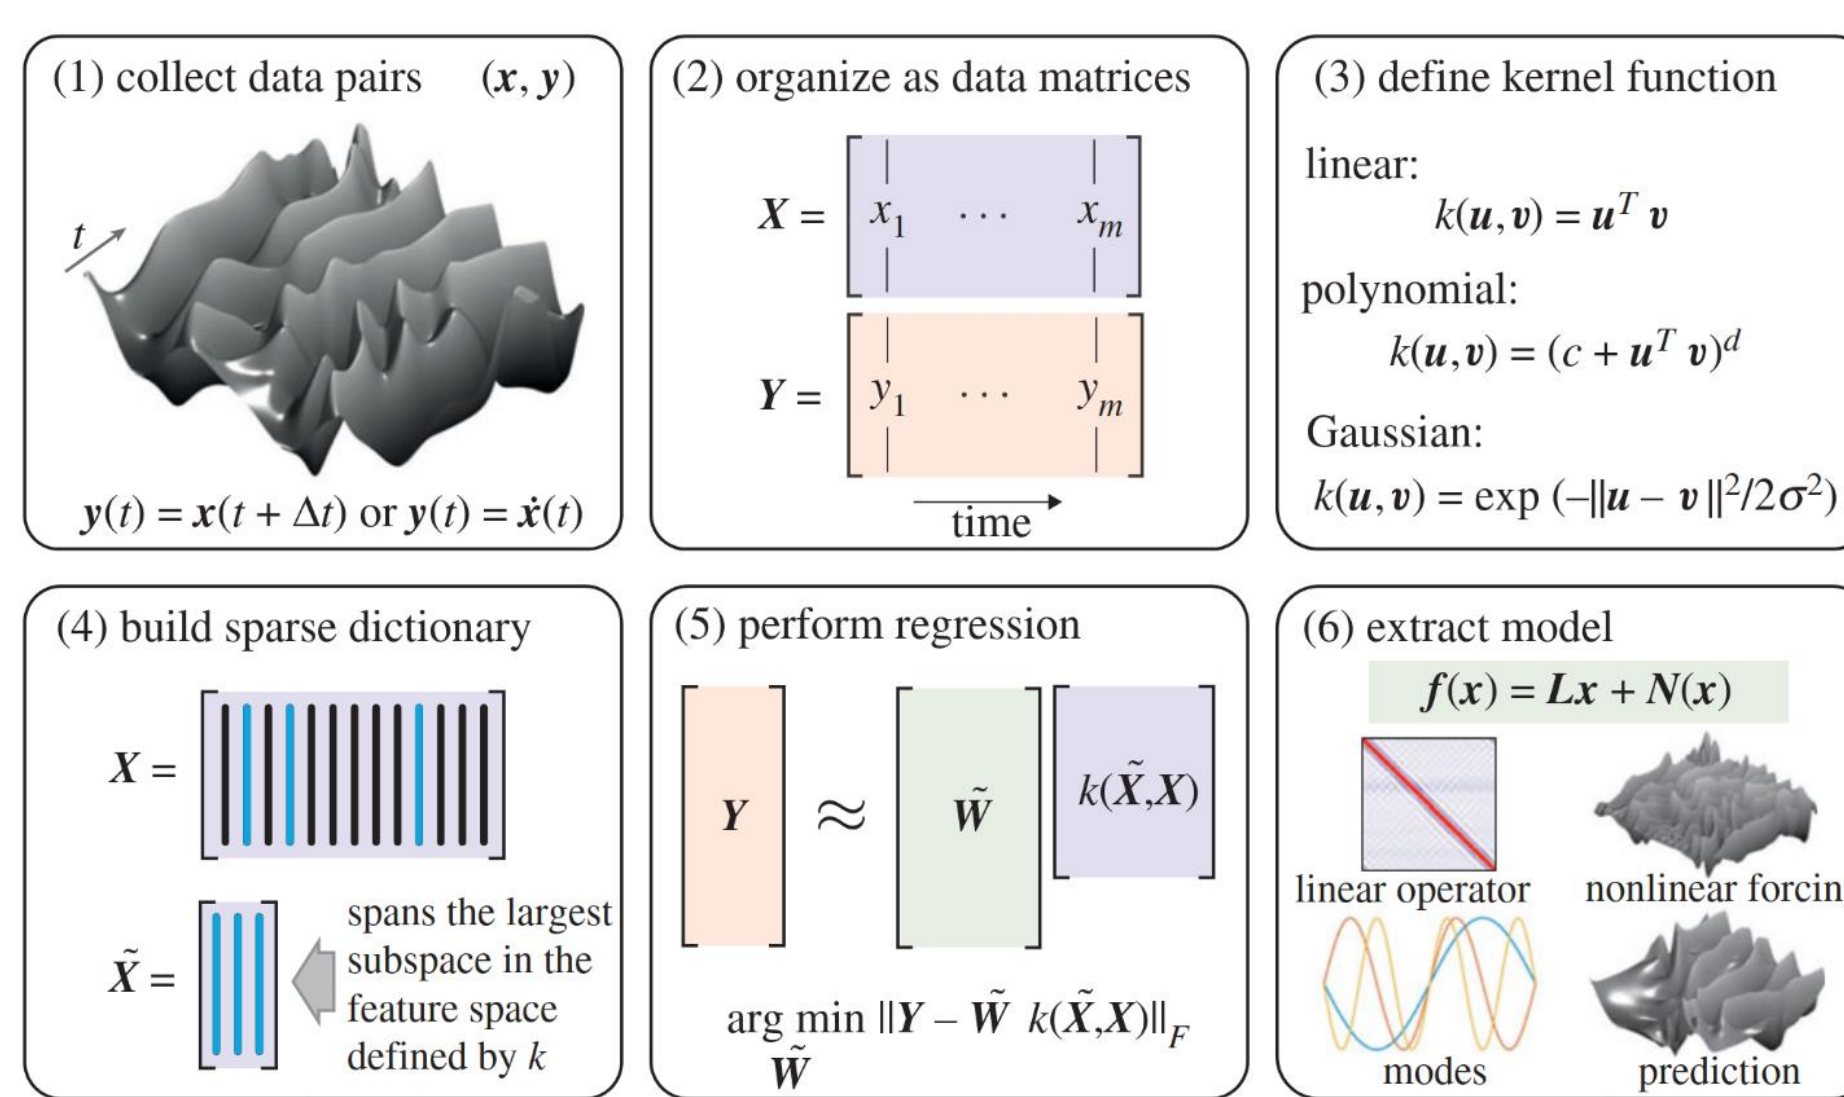 (1) collect data pairs (x, y)
t
y(t) = x(t + Δt) or y(t) = ẋ(t)
(2) organize as data matrices
X = x₁ ⋯ xₘ
Y = y₁ ⋯ yₘ
time
(3) define kernel function
linear:
k(u,v) = uᵀ v
polynomial:
k(u,v) = (c + uᵀ v)ᵈ
Gaussian:
k(u,v) = exp (–||u – v||²/2σ²)
(4) build sparse dictionary
X =
X̃ =
spans the largest
subspace in the
feature space
defined by k
(5) perform regression
Y ≈ W̃ k(X̃,X)
arg min ||Y – W̃ k(X̃,X)||_F
W̃
(6) extract model
f(x) = Lx + N(x)
linear operator
nonlinear forcin
modes
prediction